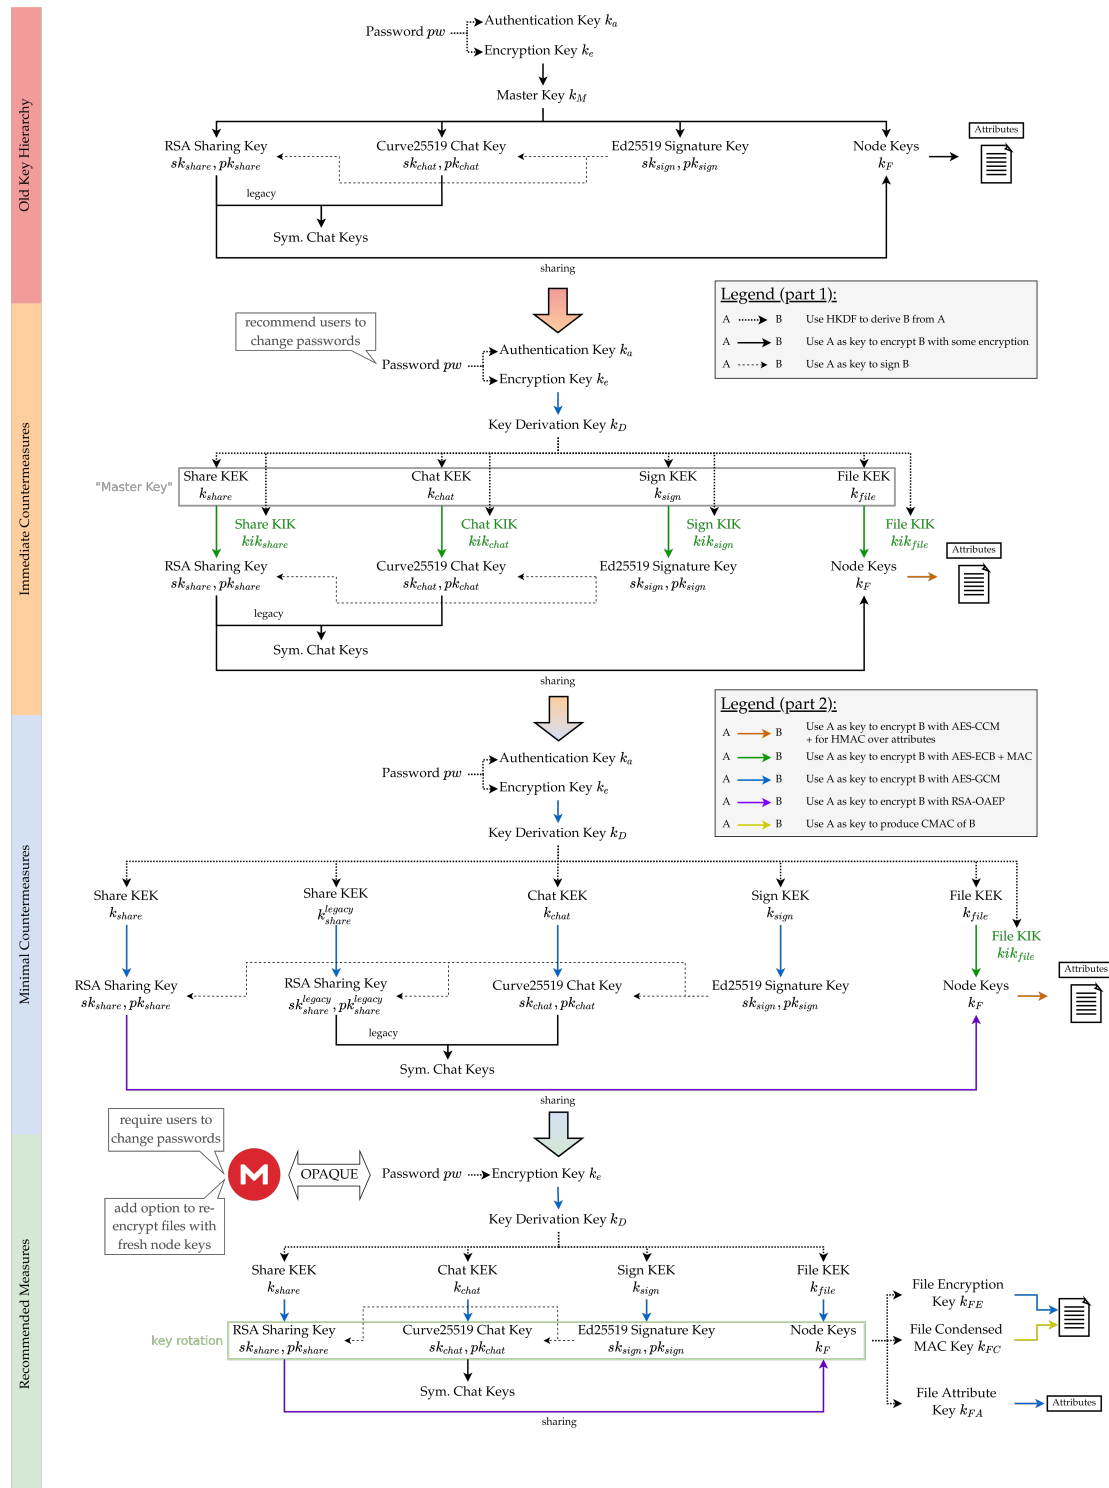 Old Key Hierarchy
Authentication Key k_a
Password pw
Encryption Key k_e
Master Key k_M
RSA Sharing Key
sk_share, pk_share
Curve25519 Chat Key
sk_chat, pk_chat
Ed25519 Signature Key
sk_sign, pk_sign
Node Keys
k_F
Attributes
legacy
Sym. Chat Keys
sharing
Legend (part 1):
A B Use HKDF to derive B from A
A B Use A as key to encrypt B with some encryption
A B Use A as key to sign B
Immediate Countermeasures
recommend users to
change passwords
Authentication Key k_a
Password pw
Encryption Key k_e
Key Derivation Key k_D
"Master Key"
Share KEK
k_share
Chat KEK
k_chat
Sign KEK
k_sign
File KEK
k_file
Share KIK
kik_share
Chat KIK
kik_chat
Sign KIK
kik_sign
File KIK
kik_file
RSA Sharing Key
sk_share, pk_share
Curve25519 Chat Key
sk_chat, pk_chat
Ed25519 Signature Key
sk_sign, pk_sign
Node Keys
k_F
Attributes
legacy
Sym. Chat Keys
sharing
Legend (part 2):
A B Use A as key to encrypt B with AES-CCM
+ for HMAC over attributes
A B Use A as key to encrypt B with AES-ECB + MAC
A B Use A as key to encrypt B with AES-GCM
A B Use A as key to encrypt B with RSA-OAEP
A B Use A as key to produce CMAC of B
Minimal Countermeasures
Authentication Key k_a
Password pw
Encryption Key k_e
Key Derivation Key k_D
Share KEK
k_share
Share KEK
k_share^legacy
Chat KEK
k_chat
Sign KEK
k_sign
File KEK
k_file
File KIK
kik_file
RSA Sharing Key
sk_share, pk_share
RSA Sharing Key
sk_share^legacy, pk_share^legacy
Curve25519 Chat Key
sk_chat, pk_chat
Ed25519 Signature Key
sk_sign, pk_sign
Node Keys
k_F
Attributes
legacy
Sym. Chat Keys
sharing
Recommended Measures
require users to
change passwords
M
OPAQUE
Password pw
Encryption Key k_e
add option to re-
encrypt files with
fresh node keys
Key Derivation Key k_D
Share KEK
k_share
Chat KEK
k_chat
Sign KEK
k_sign
File KEK
k_file
key rotation
RSA Sharing Key
sk_share, pk_share
Curve25519 Chat Key
sk_chat, pk_chat
Ed25519 Signature Key
sk_sign, pk_sign
Node Keys
k_F
File Encryption
Key k_FE
File Condensed
MAC Key k_FC
File Attribute
Key k_FA
Attributes
Sym. Chat Keys
sharing